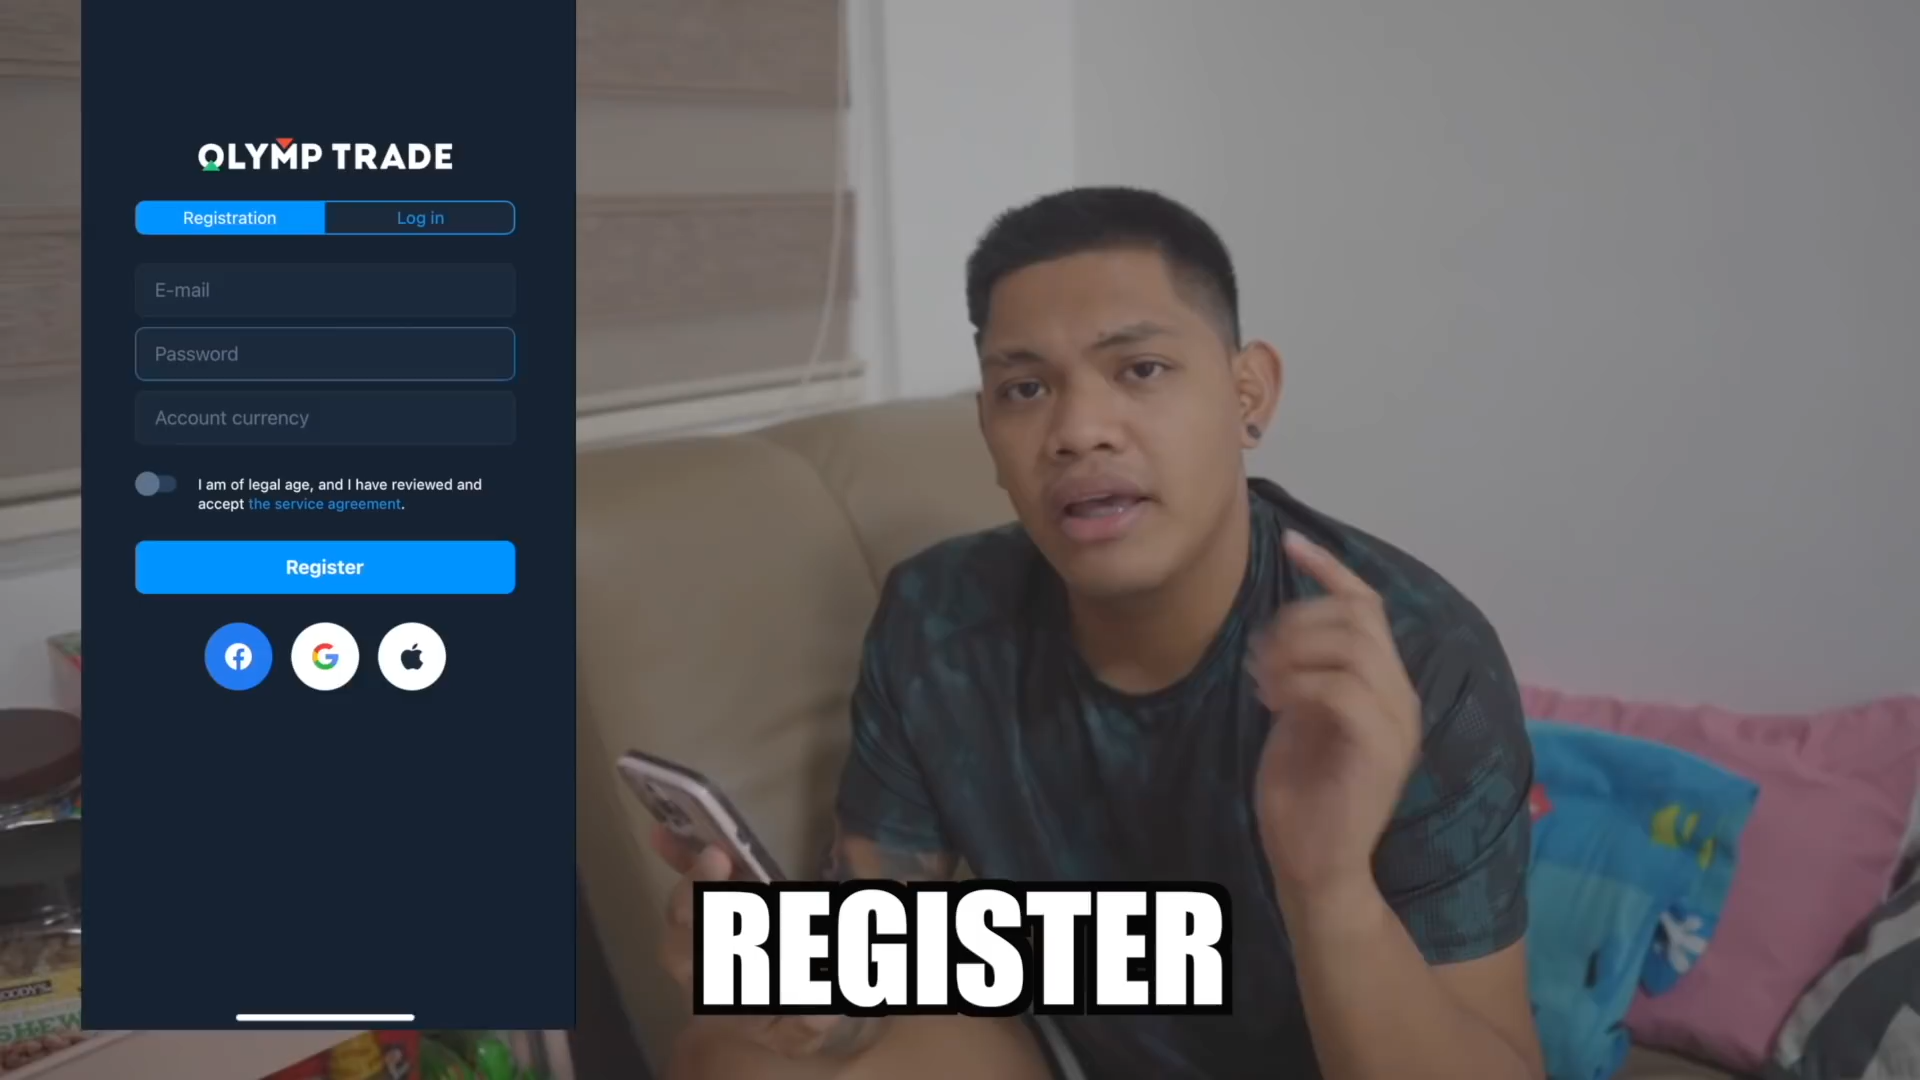 OLYMP TRADE
Registration
Log in
E-mail
Password
Account currency
I am of legal age, and I have reviewed and
accept the service agreement.
Register
REGISTER